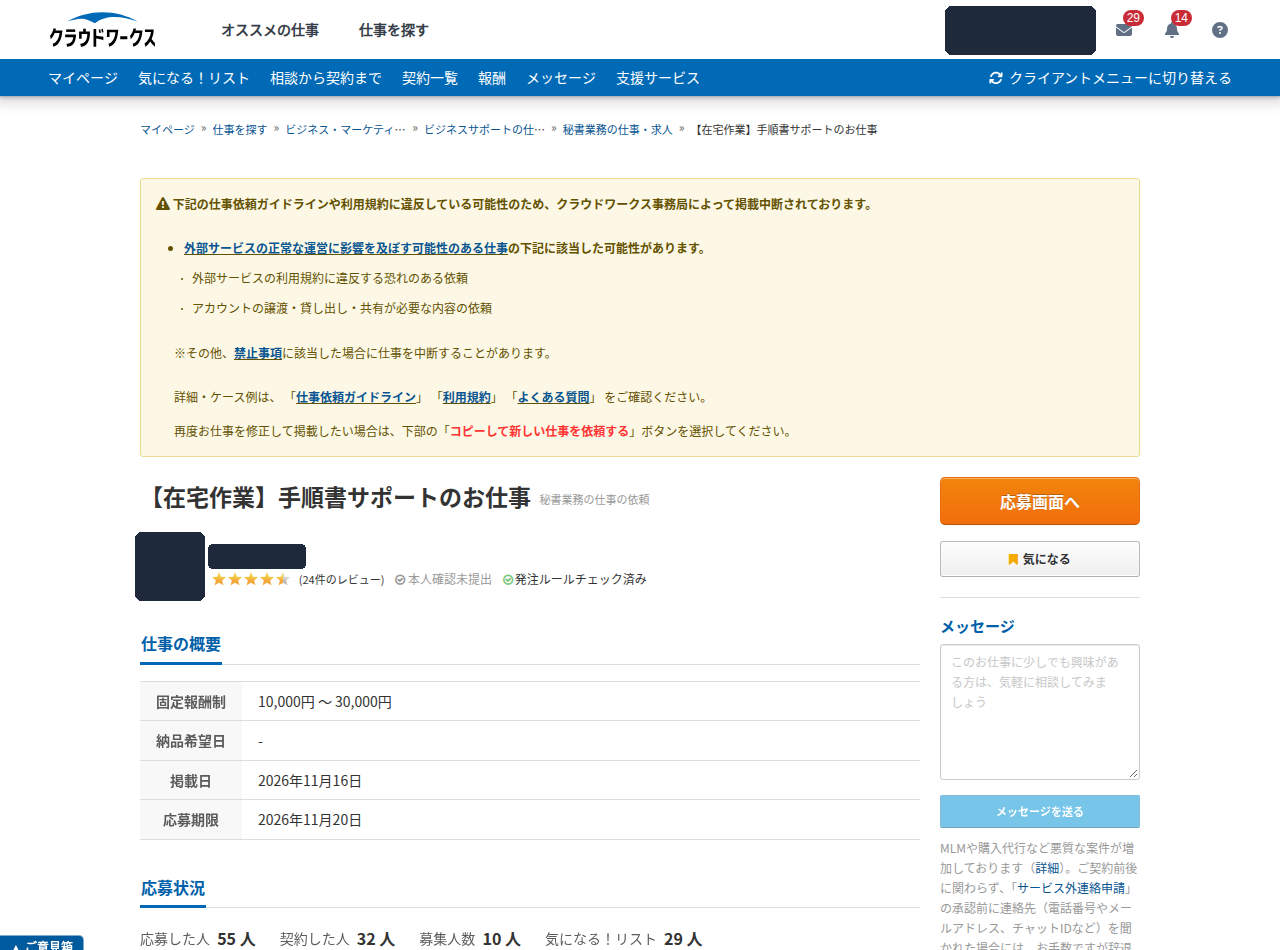 クラウドワークス オススメの仕事 仕事を探す 29 14 ?
マイページ 気になる！リスト 相談から契約まで 契約一覧 報酬 メッセージ 支援サービス クライアントメニューに切り替える
マイページ » 仕事を探す » ビジネス・マーケティ… » ビジネスサポートの仕… » 秘書業務の仕事・求人 » 【在宅作業】手順書サポートのお仕事
下記の仕事依頼ガイドラインや利用規約に違反している可能性のため、クラウドワークス事務局によって掲載中断されております。
• 外部サービスの正常な運営に影響を及ぼす可能性のある仕事の下記に該当した可能性があります。
・ 外部サービスの利用規約に違反する恐れのある依頼
・ アカウントの譲渡・貸し出し・共有が必要な内容の依頼
※その他、禁止事項に該当した場合に仕事を中断することがあります。
詳細・ケース例は、「仕事依頼ガイドライン」「利用規約」「よくある質問」をご確認ください。
再度お仕事を修正して掲載したい場合は、下部の「コピーして新しい仕事を依頼する」ボタンを選択してください。
【在宅作業】手順書サポートのお仕事 秘書業務の仕事の依頼
(24件のレビュー) 本人確認未提出 発注ルールチェック済み
仕事の概要
固定報酬制 10,000円 〜 30,000円
納品希望日 -
掲載日 2026年11月16日
応募期限 2026年11月20日
応募状況
応募した人 55 人 契約した人 32 人 募集人数 10 人 気になる！リスト 29 人
応募画面へ
気になる
メッセージ
このお仕事に少しでも興味があ
る方は、気軽に相談してみま
しょう
メッセージを送る
MLMや購入代行など悪質な案件が増
加しております（詳細）。ご契約前後
に関わらず、「サービス外連絡申請」
の承認前に連絡先（電話番号やメー
ルアドレス、チャットIDなど）を聞
かれた場合には、お手数ですが辞退
▲ ご意見箱